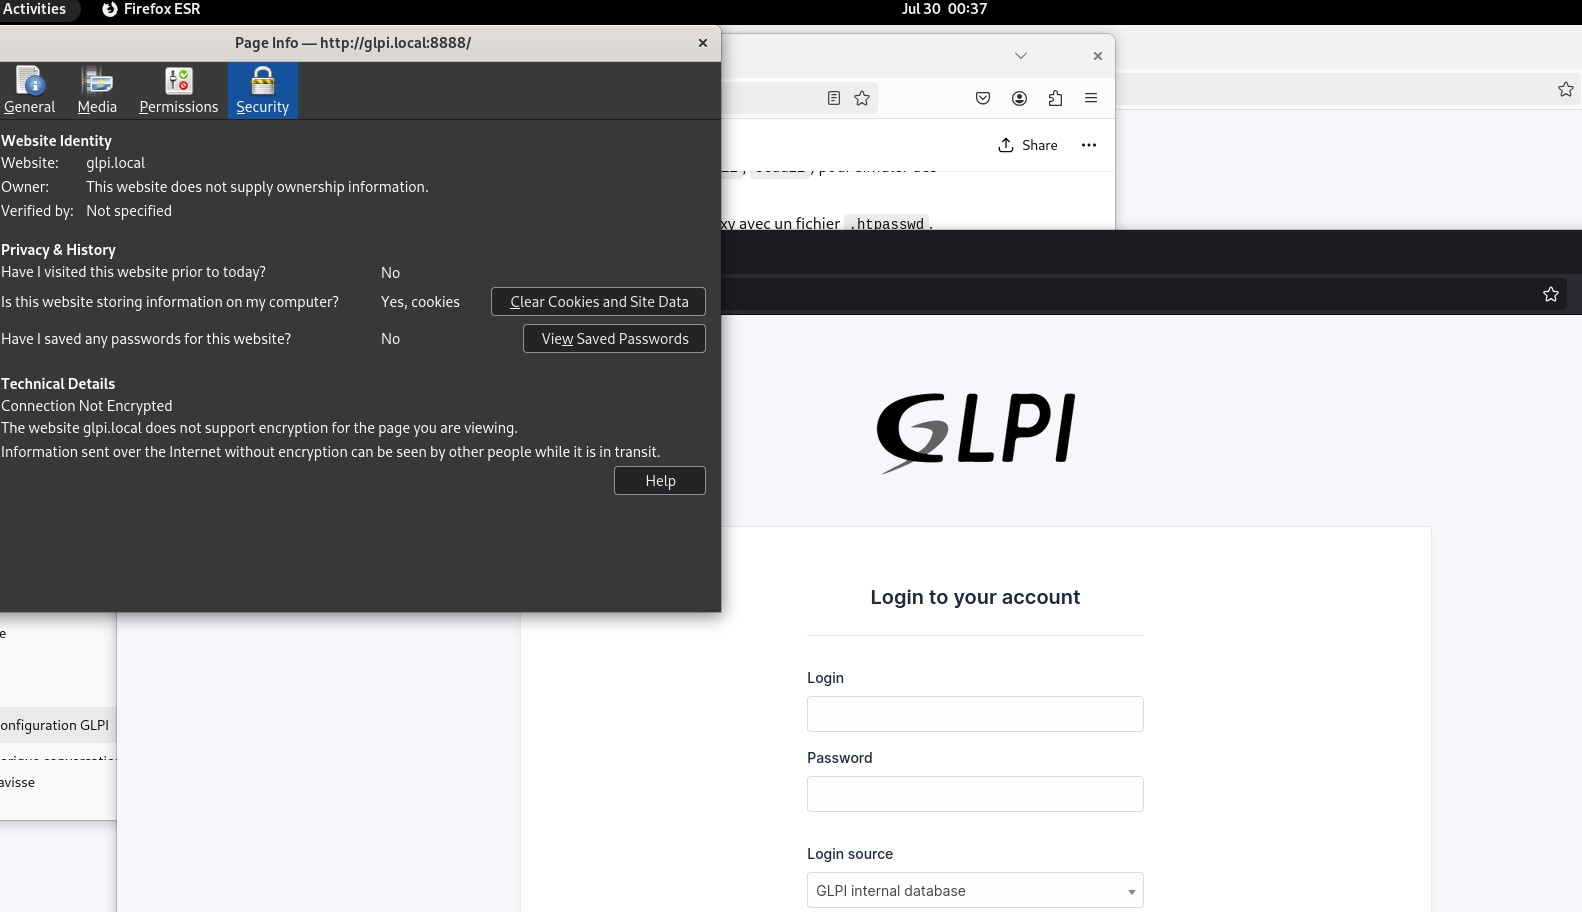 Activities
Firefox ESR
Jul 30 00:37
Page Info — http://glpi.local:8888/
General
Media
Permissions
Security
Website Identity
Website: glpi.local
Owner: This website does not supply ownership information.
Verified by: Not specified
Privacy & History
Have I visited this website prior to today? No
Is this website storing information on my computer? Yes, cookies Clear Cookies and Site Data
Have I saved any passwords for this website? No View Saved Passwords
Technical Details
Connection Not Encrypted
The website glpi.local does not support encryption for the page you are viewing.
Information sent over the Internet without encryption can be seen by other people while it is in transit.
Help
Share
pour simuler des
xy avec un fichier .htpasswd.
GLPI
Login to your account
Login
Password
Login source
GLPI internal database
e
onfiguration GLPI
avisse